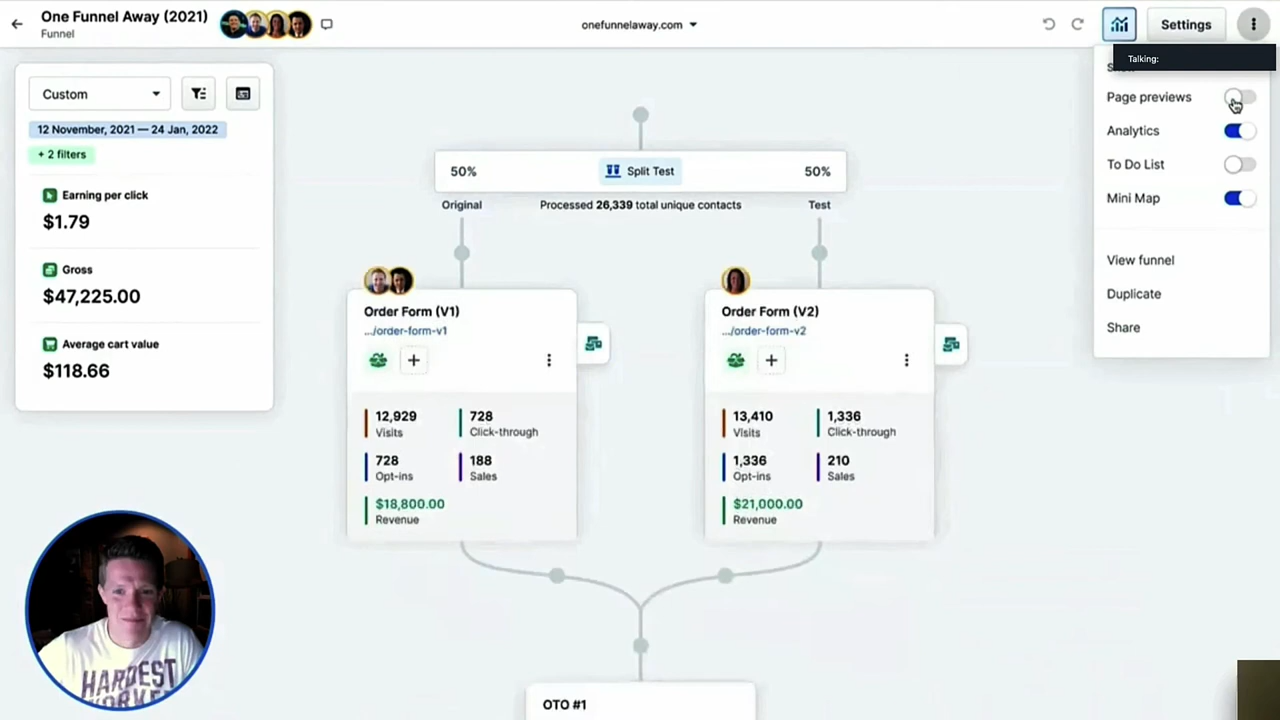 One Funnel Away (2021)
Funnel
onefunnelaway.com
Settings
Talking:
Custom
12 November, 2021 — 24 Jan, 2022
+ 2 filters
Earning per click
$1.79
Gross
$47,225.00
Average cart value
$118.66
50%
Split Test
50%
Original
Processed 26,339 total unique contacts
Test
Order Form (V1)
.../order-form-v1
12,929
Visits
728
Click-through
728
Opt-ins
188
Sales
$18,800.00
Revenue
Order Form (V2)
.../order-form-v2
13,410
Visits
1,336
Click-through
1,336
Opt-ins
210
Sales
$21,000.00
Revenue
OTO #1
Page previews
Analytics
To Do List
Mini Map
View funnel
Duplicate
Share
HARDEST